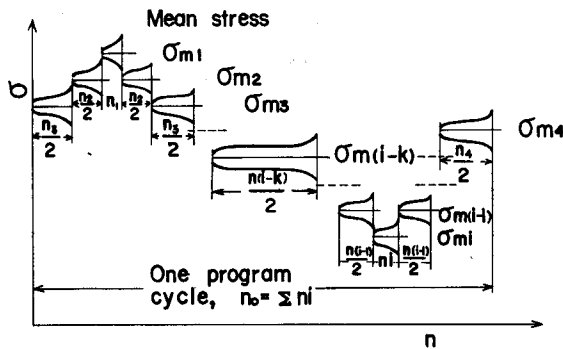 Mean stress
σm1
σm2
σm3
σ
n3/2
n2/2
n1
n2/2
n3/2
σm(i-k)
σm4
n(i-k)/2
n4/2
σm(i-1)
σmi
n(i-1)/2
ni
n(i-1)/2
One program
cycle, n0= Σ ni
n